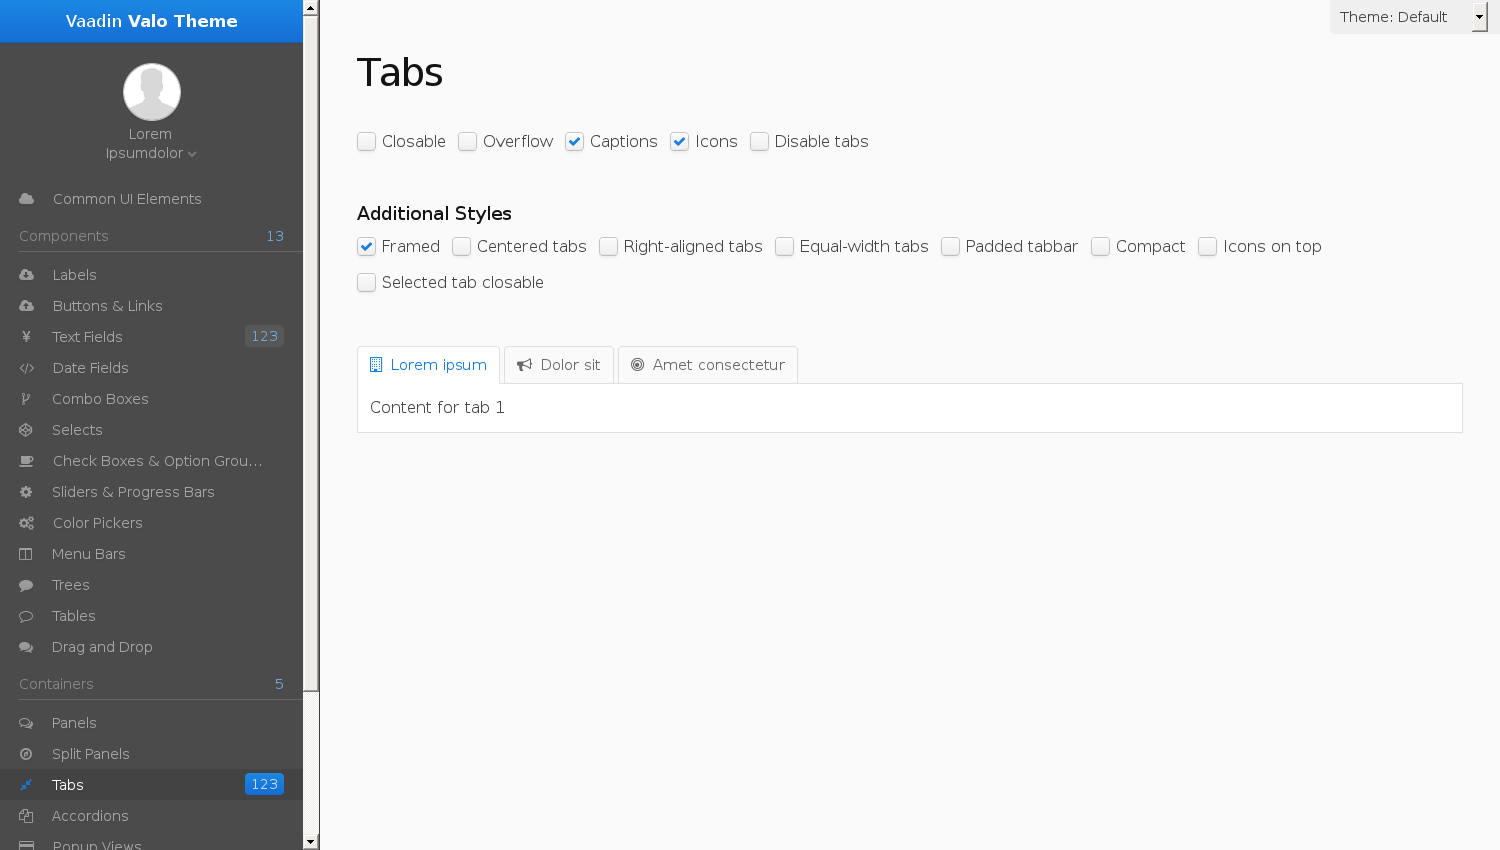 Vaadin Valo Theme
Lorem
Ipsumdolor
Common UI Elements
Components 13
Labels
Buttons & Links
Text Fields 123
Date Fields
Combo Boxes
Selects
Check Boxes & Option Grou...
Sliders & Progress Bars
Color Pickers
Menu Bars
Trees
Tables
Drag and Drop
Containers 5
Panels
Split Panels
Tabs 123
Accordions
Popup Views
Theme: Default
Tabs
Closable Overflow Captions Icons Disable tabs
Additional Styles
Framed Centered tabs Right-aligned tabs Equal-width tabs Padded tabbar Compact Icons on top
Selected tab closable
Lorem ipsum Dolor sit Amet consectetur
Content for tab 1